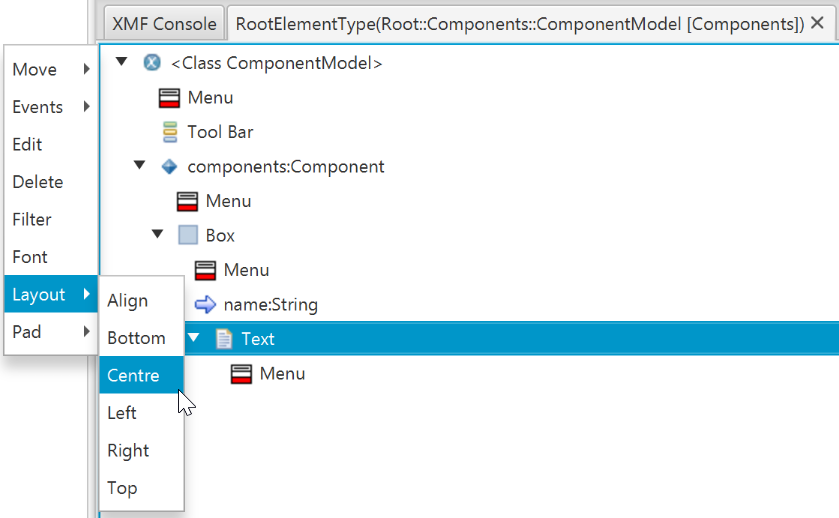 XMF Console
RootElementType(Root::Components::ComponentModel [Components])
<Class ComponentModel>
Menu
Tool Bar
components:Component
Menu
Box
Menu
name:String
Text
Menu
Move
Events
Edit
Delete
Filter
Font
Layout
Pad
Align
Bottom
Centre
Left
Right
Top